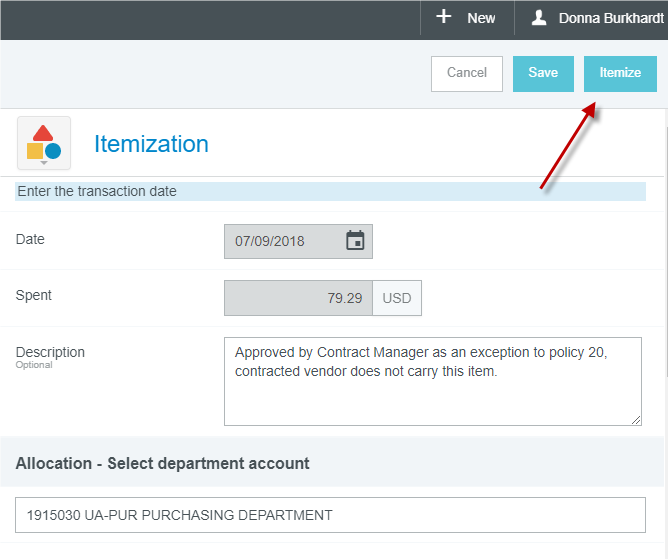 + New Donna Burkhardt
Cancel Save Itemize
Itemization
Enter the transaction date
Date 07/09/2018
Spent 79.29 USD
Description
Optional
Approved by Contract Manager as an exception to policy 20,
contracted vendor does not carry this item.
Allocation - Select department account
1915030 UA-PUR PURCHASING DEPARTMENT